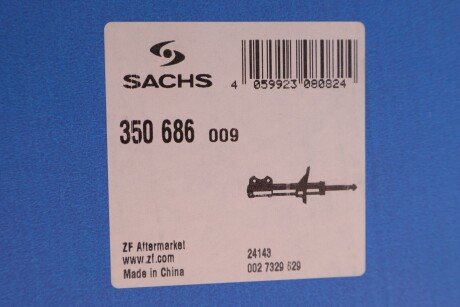 SACHS
4 059923 080824
350 686 009
ZF Aftermarket
www.zf.com
Made in China
24143
002 7329 629